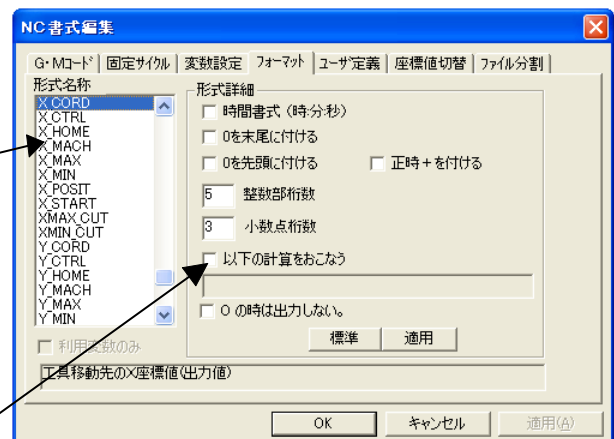 NC書式編集
G・Mコード 固定サイクル 変数設定 フォーマット ユーザ定義 座標値切替 ファイル分割
形式名称
X_CORD
X_CTRL
X_HOME
X_MACH
X_MAX
X_MIN
X_POSIT
X_START
XMAX_CUT
XMIN_CUT
Y_CORD
Y_CTRL
Y_HOME
Y_MACH
Y_MAX
Y_MIN
利用変数のみ
形式詳細
時間書式 (時:分:秒)
0を末尾に付ける
0を先頭に付ける 正時+を付ける
5 整数部桁数
3 小数点桁数
以下の計算をおこなう
0 の時は出力しない。
標準 適用
工具移動先のX座標値(出力値)
OK キャンセル 適用(A)